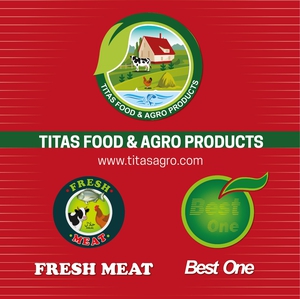 TITAS FOOD & AGRO PRODUCTS
TITAS FOOD & AGRO PRODUCTS
www.titasagro.com
FRESH
MEAT
Best
One
FRESH MEAT
Best One